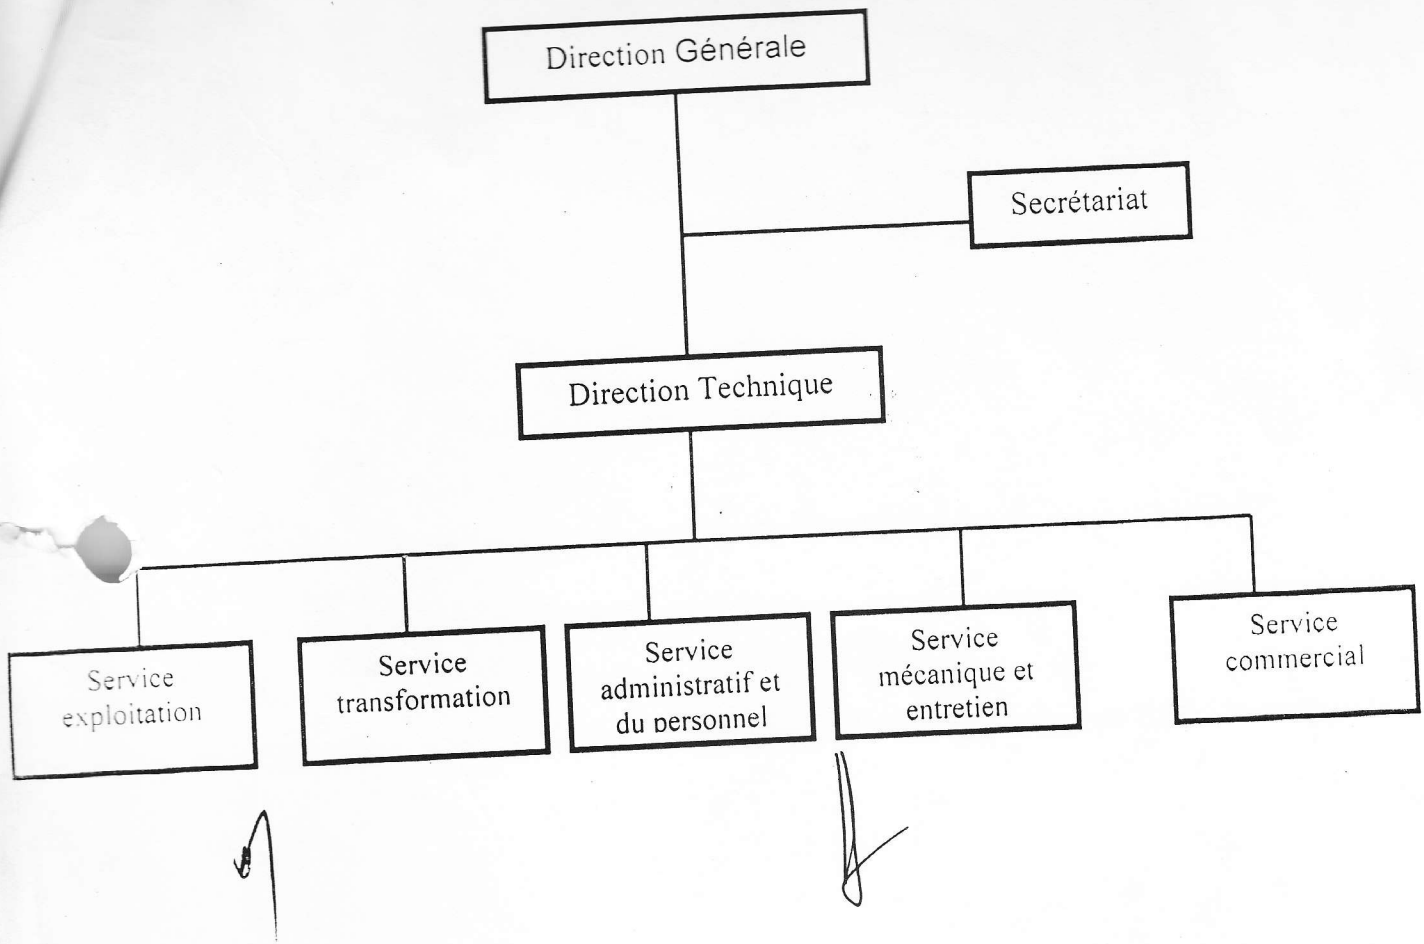 Direction Générale
Secrétariat
Direction Technique
Service
exploitation
Service
transformation
Service
administratif et
du personnel
Service
mécanique et
entretien
Service
commercial